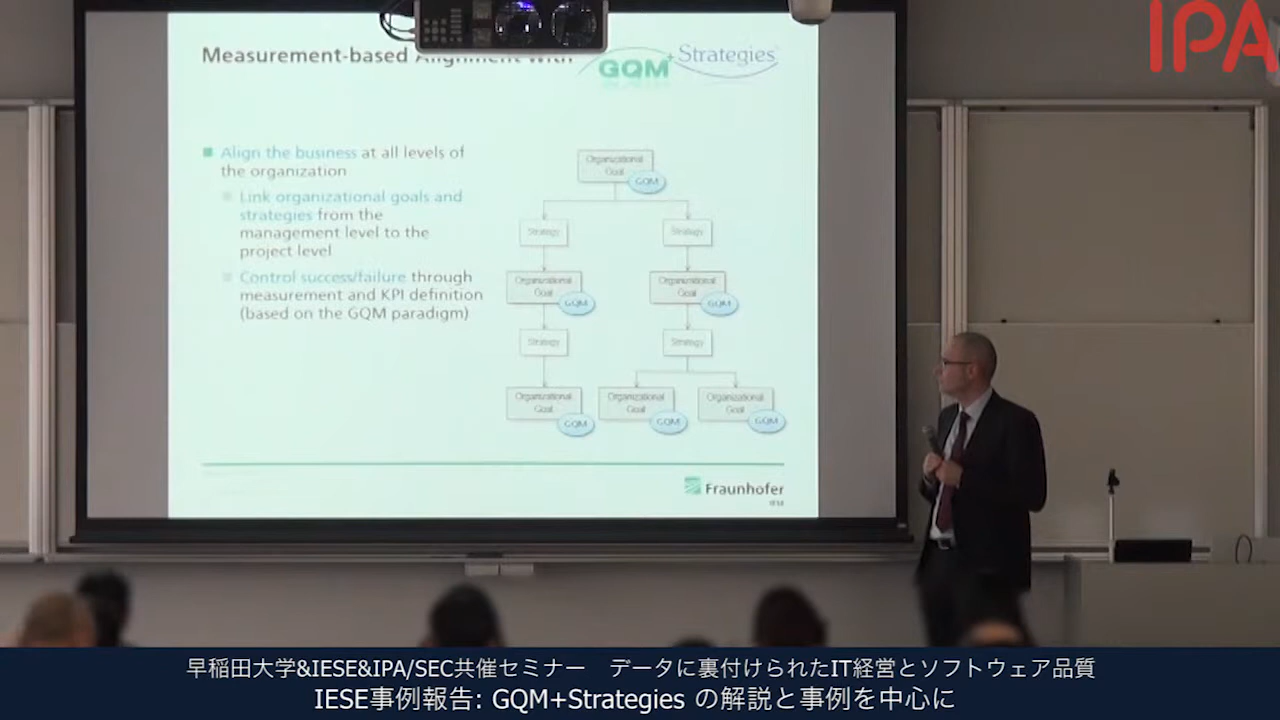 IPA
Measurement-based Alignment with
GQM+Strategies
Align the business at all levels of
the organization
Link organizational goals and
strategies from the
management level to the
project level
Control success/failure through
measurement and KPI definition
(based on the GQM paradigm)
Organizational
Goal
GQM
Strategy
Strategy
Organizational
Goal
GQM
Organizational
Goal
GQM
Strategy
Strategy
Organizational
Goal
GQM
Organizational
Goal
GQM
Organizational
Goal
GQM
Fraunhofer
早稲田大学&IESE&IPA/SEC共催セミナー　データに裏付けられたIT経営とソフトウェア品質
IESE事例報告: GQM+Strategies の解説と事例を中心に